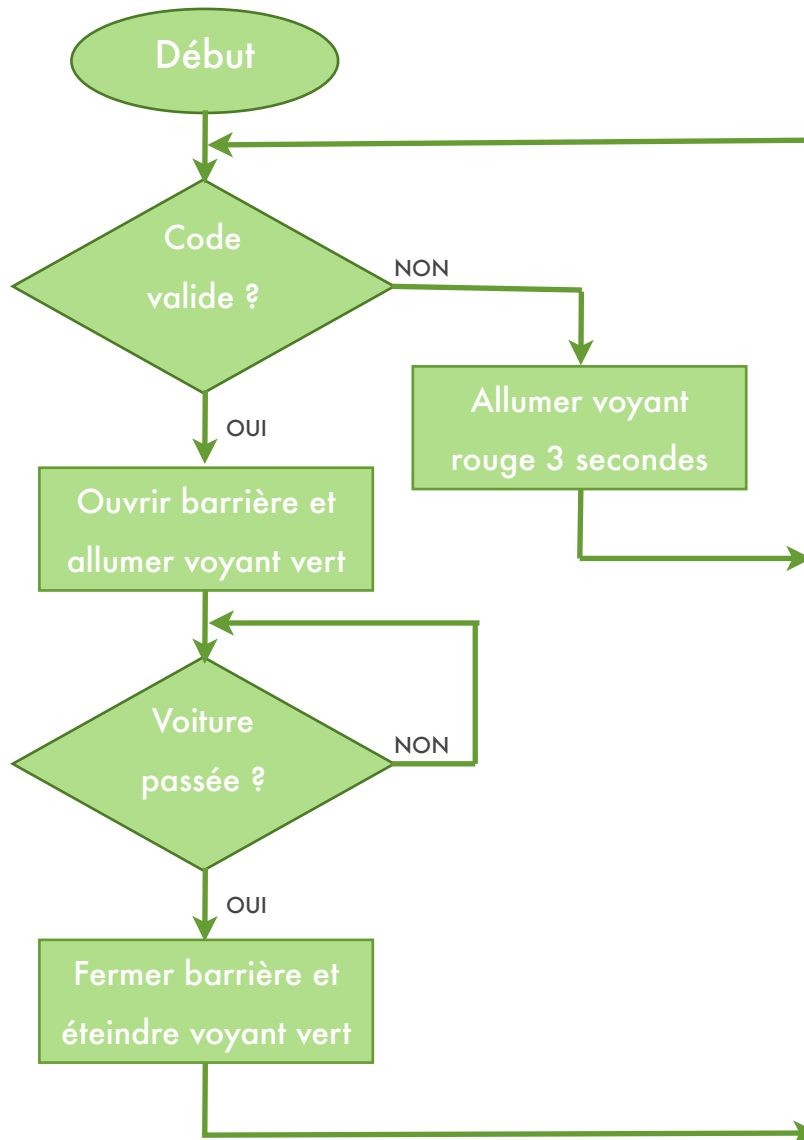 Début
Code
valide ?
NON
Allumer voyant
rouge 3 secondes
OUI
Ouvrir barrière et
allumer voyant vert
Voiture
passée ?
NON
OUI
Fermer barrière et
éteindre voyant vert